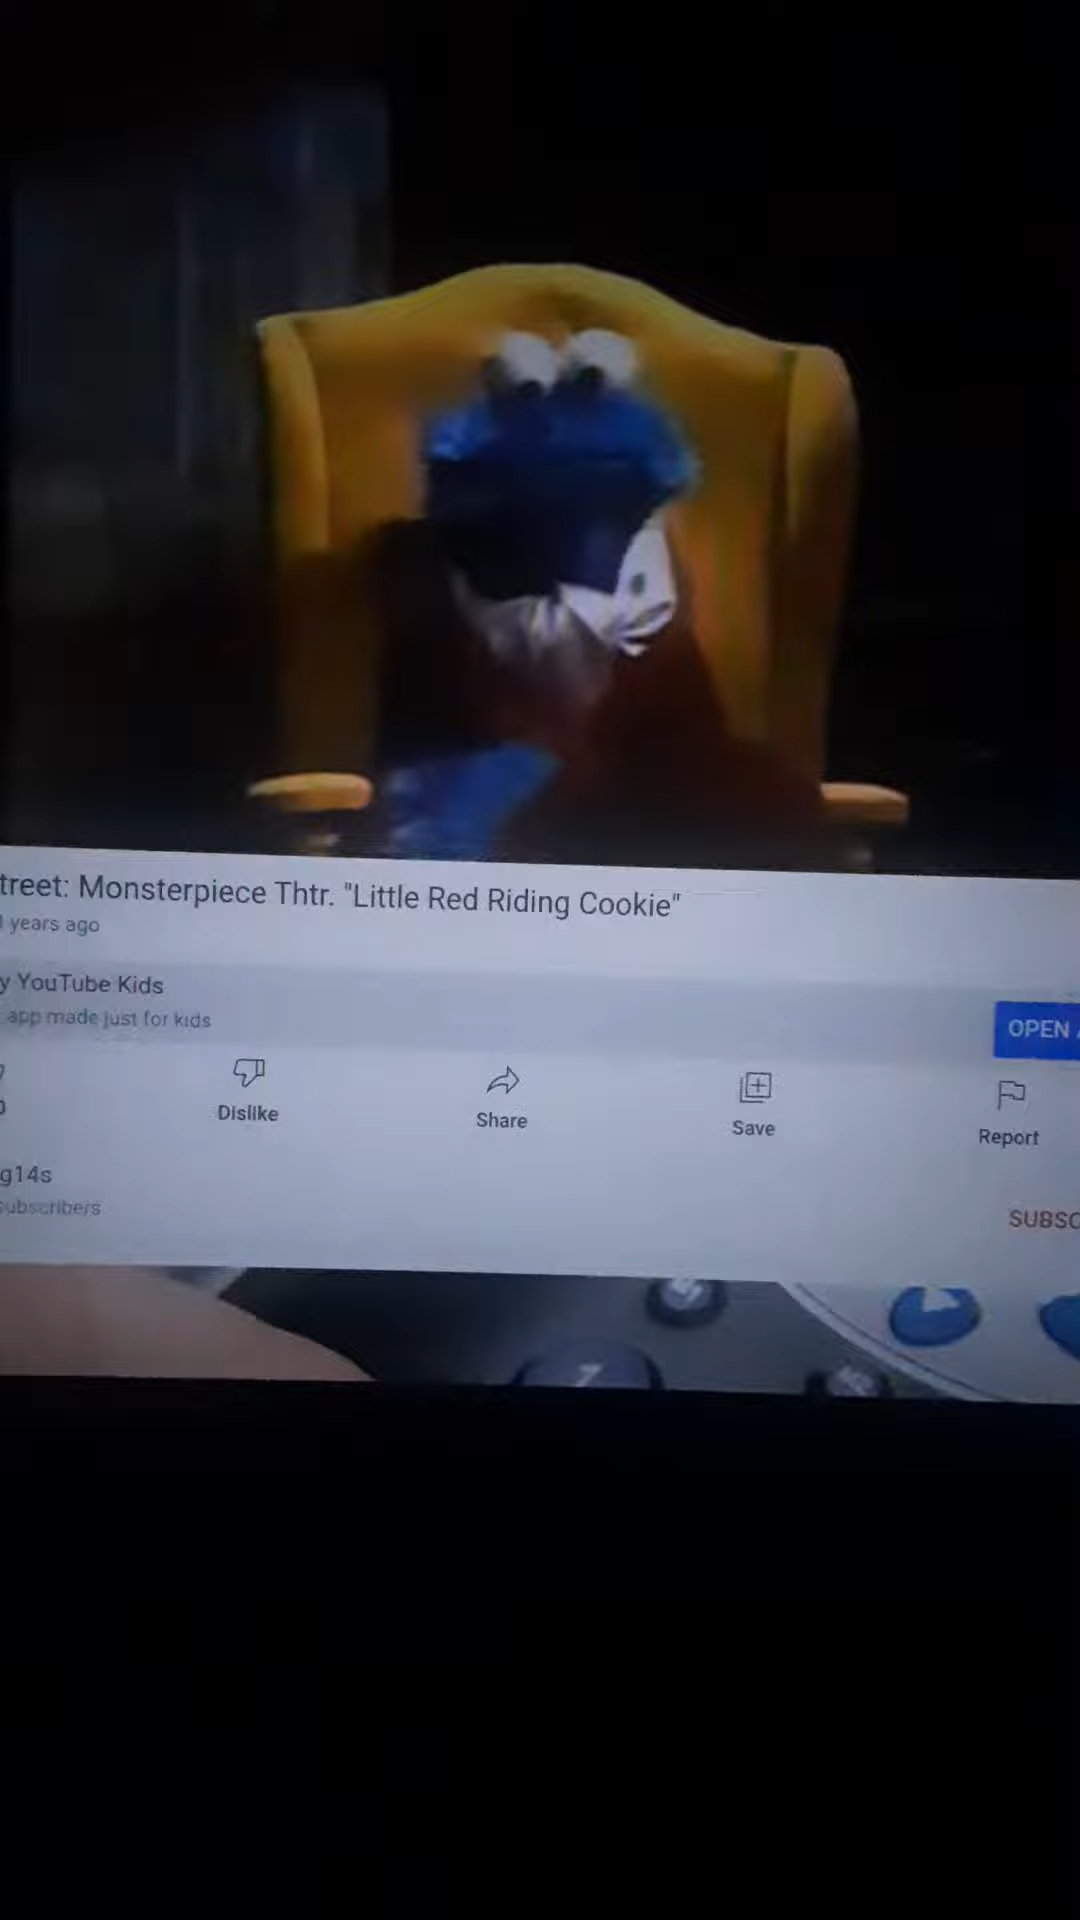 treet: Monsterpiece Thtr. "Little Red Riding Cookie"
years ago
y YouTube Kids
app made just for kids
OPEN
Dislike
Share
Save
Report
g14s
subscribers
SUBSC